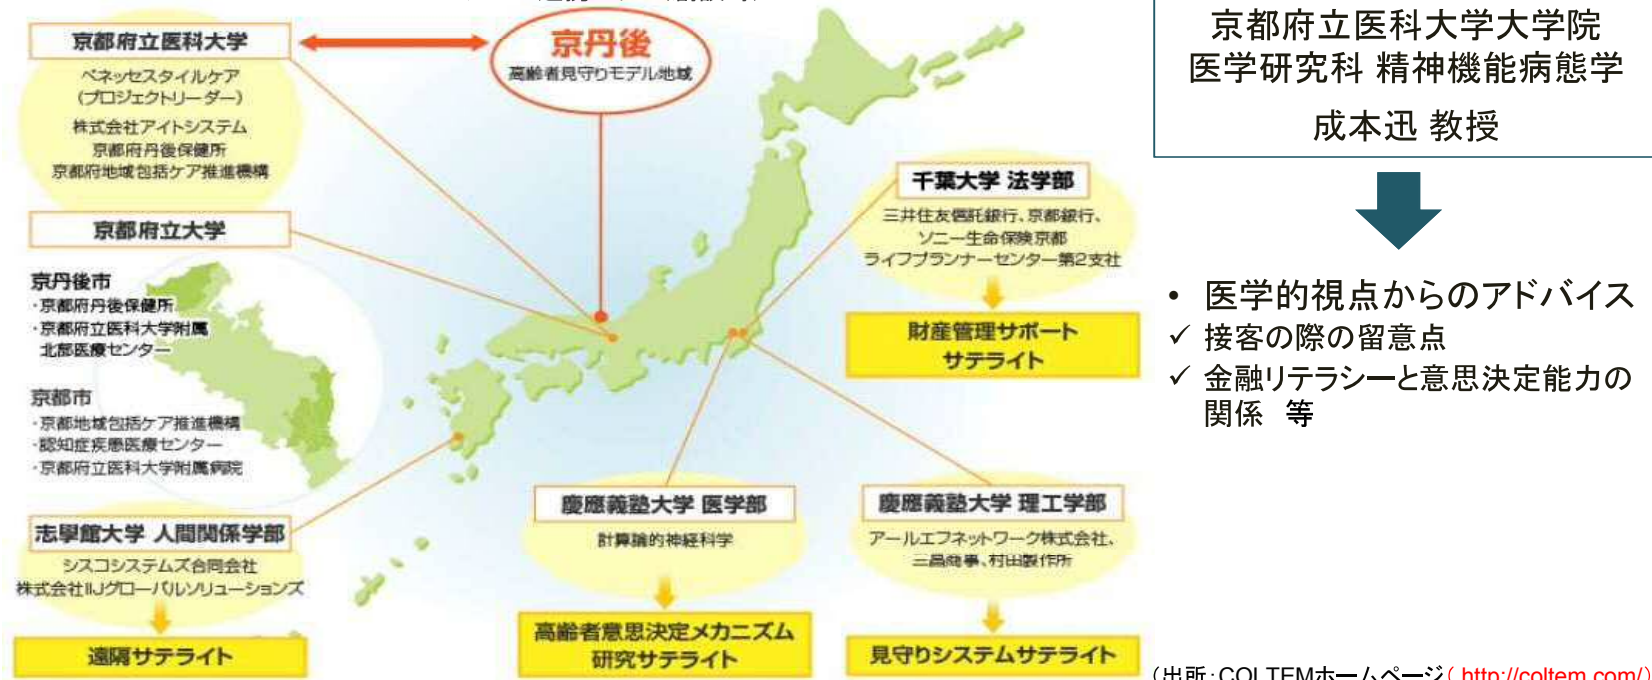 京都府立医科大学
ベネッセスタイルケア
(プロジェクトリーダー)
株式会社アイトシステム
京都府丹後保健所
京都府地域包括ケア推進機構
京丹後
高齢者見守りモデル地域
京都府立大学
京丹後市
・京都府丹後保健所
・京都府立医科大学附属
北部医療センター
京都市
・京都地域包括ケア推進機構
・認知症疾患医療センター
・京都府立医科大学附属病院
志學館大学 人間関係学部
シスコシステムズ合同会社
株式会社IIJグローバルソリューションズ
遠隔サテライト
慶應義塾大学 医学部
計算論的神経科学
高齢者意思決定メカニズム
研究サテライト
千葉大学 法学部
三井住友信託銀行、京都銀行、
ソニー生命保険京都
ライフプランナーセンター第2支社
財産管理サポート
サテライト
慶應義塾大学 理工学部
アールエフネットワーク株式会社、
三昌商事、村田製作所
見守りシステムサテライト
京都府立医科大学大学院
医学研究科 精神機能病態学
成本迅 教授
• 医学的視点からのアドバイス
✓ 接客の際の留意点
✓ 金融リテラシーと意思決定能力の
関係 等
(出所:COLTEMホームページ( http://coltem.com/)